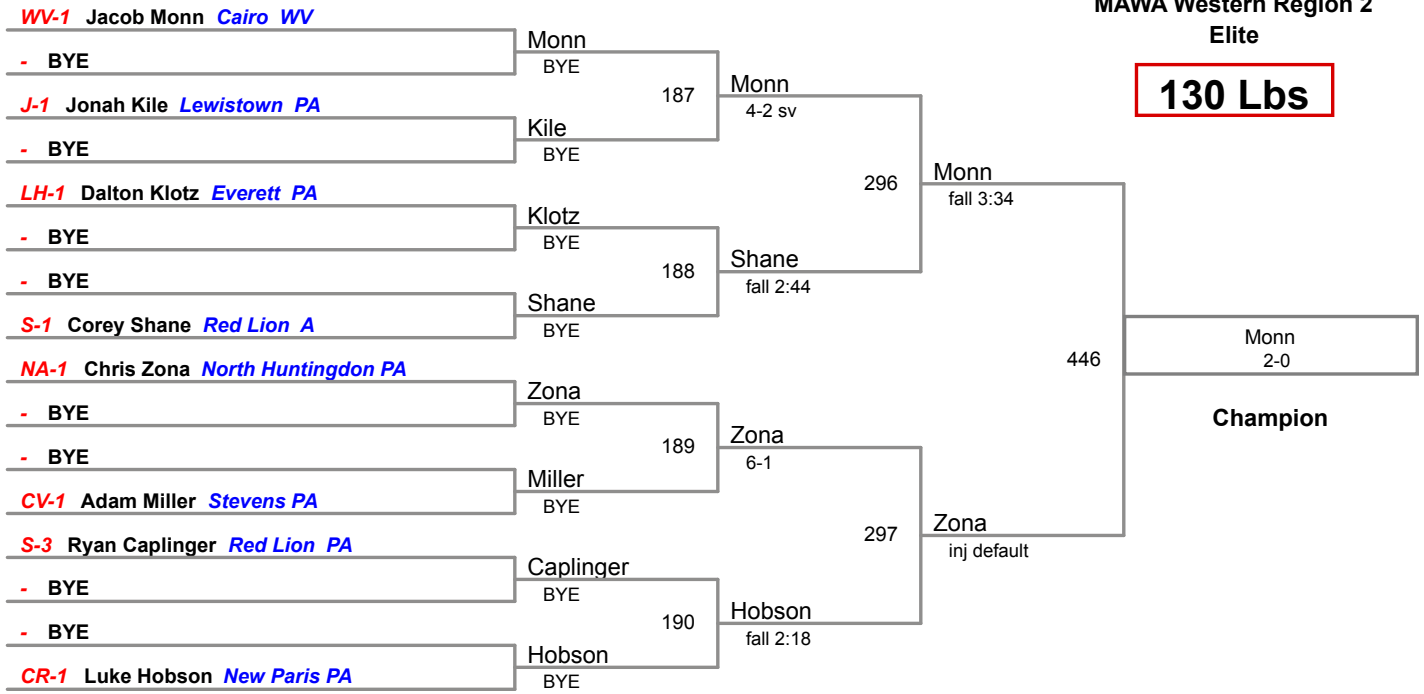 MAWA Western Region 2
Elite
130 Lbs
WV-1 Jacob Monn Cairo WV
- BYE
J-1 Jonah Kile Lewistown PA
- BYE
LH-1 Dalton Klotz Everett PA
- BYE
- BYE
S-1 Corey Shane Red Lion A
NA-1 Chris Zona North Huntingdon PA
- BYE
- BYE
CV-1 Adam Miller Stevens PA
S-3 Ryan Caplinger Red Lion PA
- BYE
- BYE
CR-1 Luke Hobson New Paris PA
Monn
BYE
Kile
BYE
Klotz
BYE
Shane
BYE
Zona
BYE
Miller
BYE
Caplinger
BYE
Hobson
BYE
187
188
189
190
Monn
4-2 sv
Shane
fall 2:44
Zona
6-1
Hobson
fall 2:18
296
297
Monn
fall 3:34
Zona
inj default
446
Monn
2-0
Champion